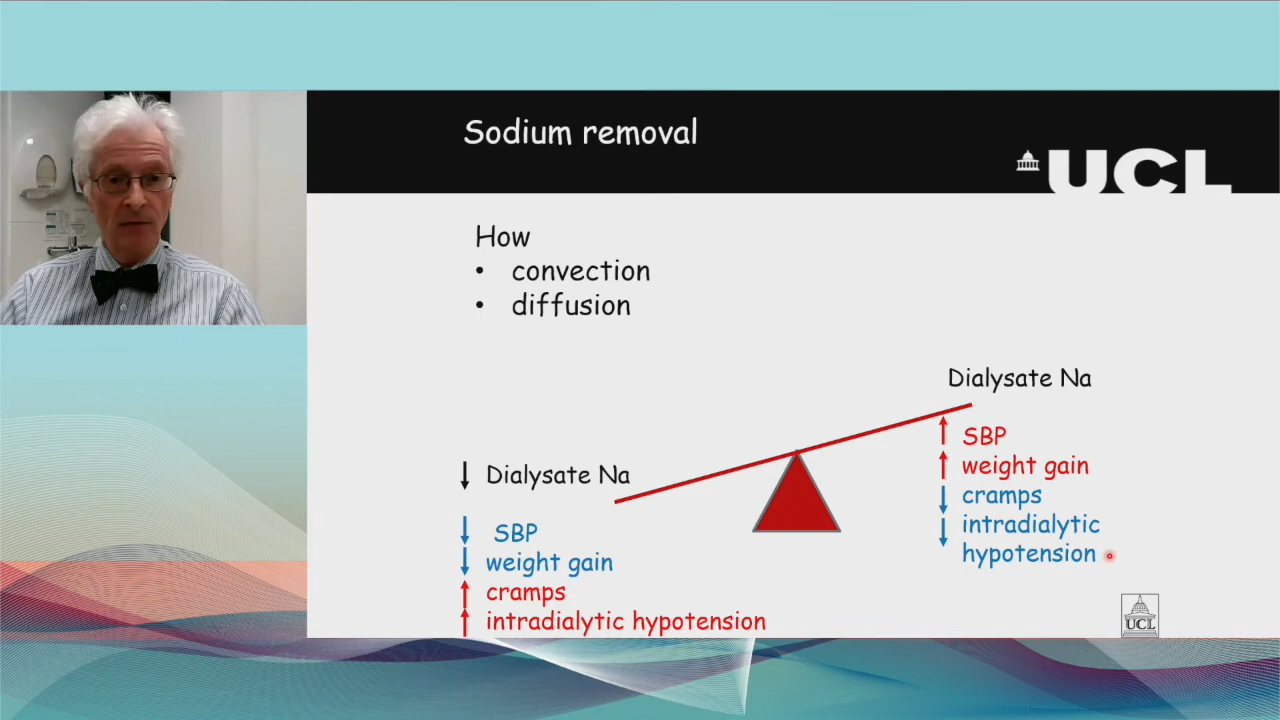 Sodium removal
UCL
How
• convection
• diffusion
Dialysate Na
↑ SBP
↑ weight gain
↓ cramps
↓ intradialytic
hypotension
↓ Dialysate Na
↓ SBP
↓ weight gain
↑ cramps
↑ intradialytic hypotension
UCL